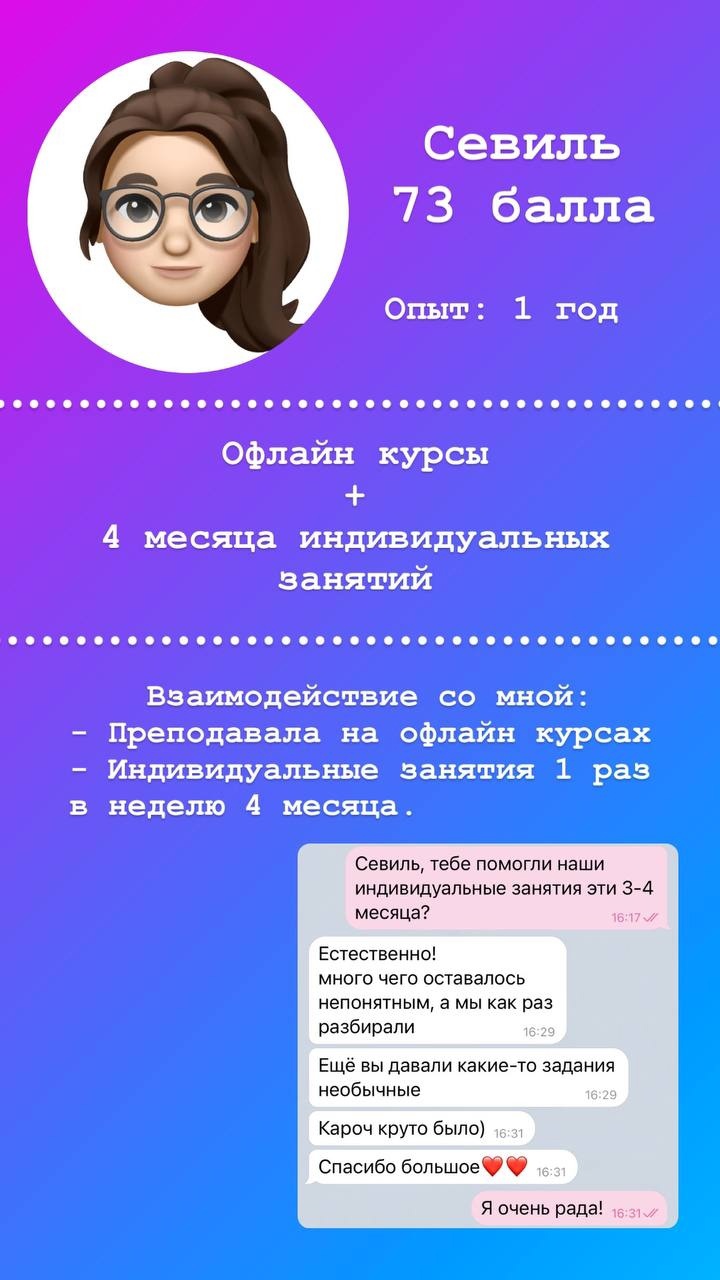 Севиль
73 балла
Опыт: 1 год
Офлайн курсы
+
4 месяца индивидуальных
занятий
Взаимодействие со мной:
- Преподавала на офлайн курсах
- Индивидуальные занятия 1 раз
в неделю 4 месяца.
Севиль, тебе помогли наши
индивидуальные занятия эти 3-4
месяца?
16:17
Естественно!
много чего оставалось
непонятным, а мы как раз
разбирали
16:29
Ещё вы давали какие-то задания
необычные
16:29
Кароч круто было) 16:31
Спасибо большое❤️❤️ 16:31
Я очень рада! 16:31